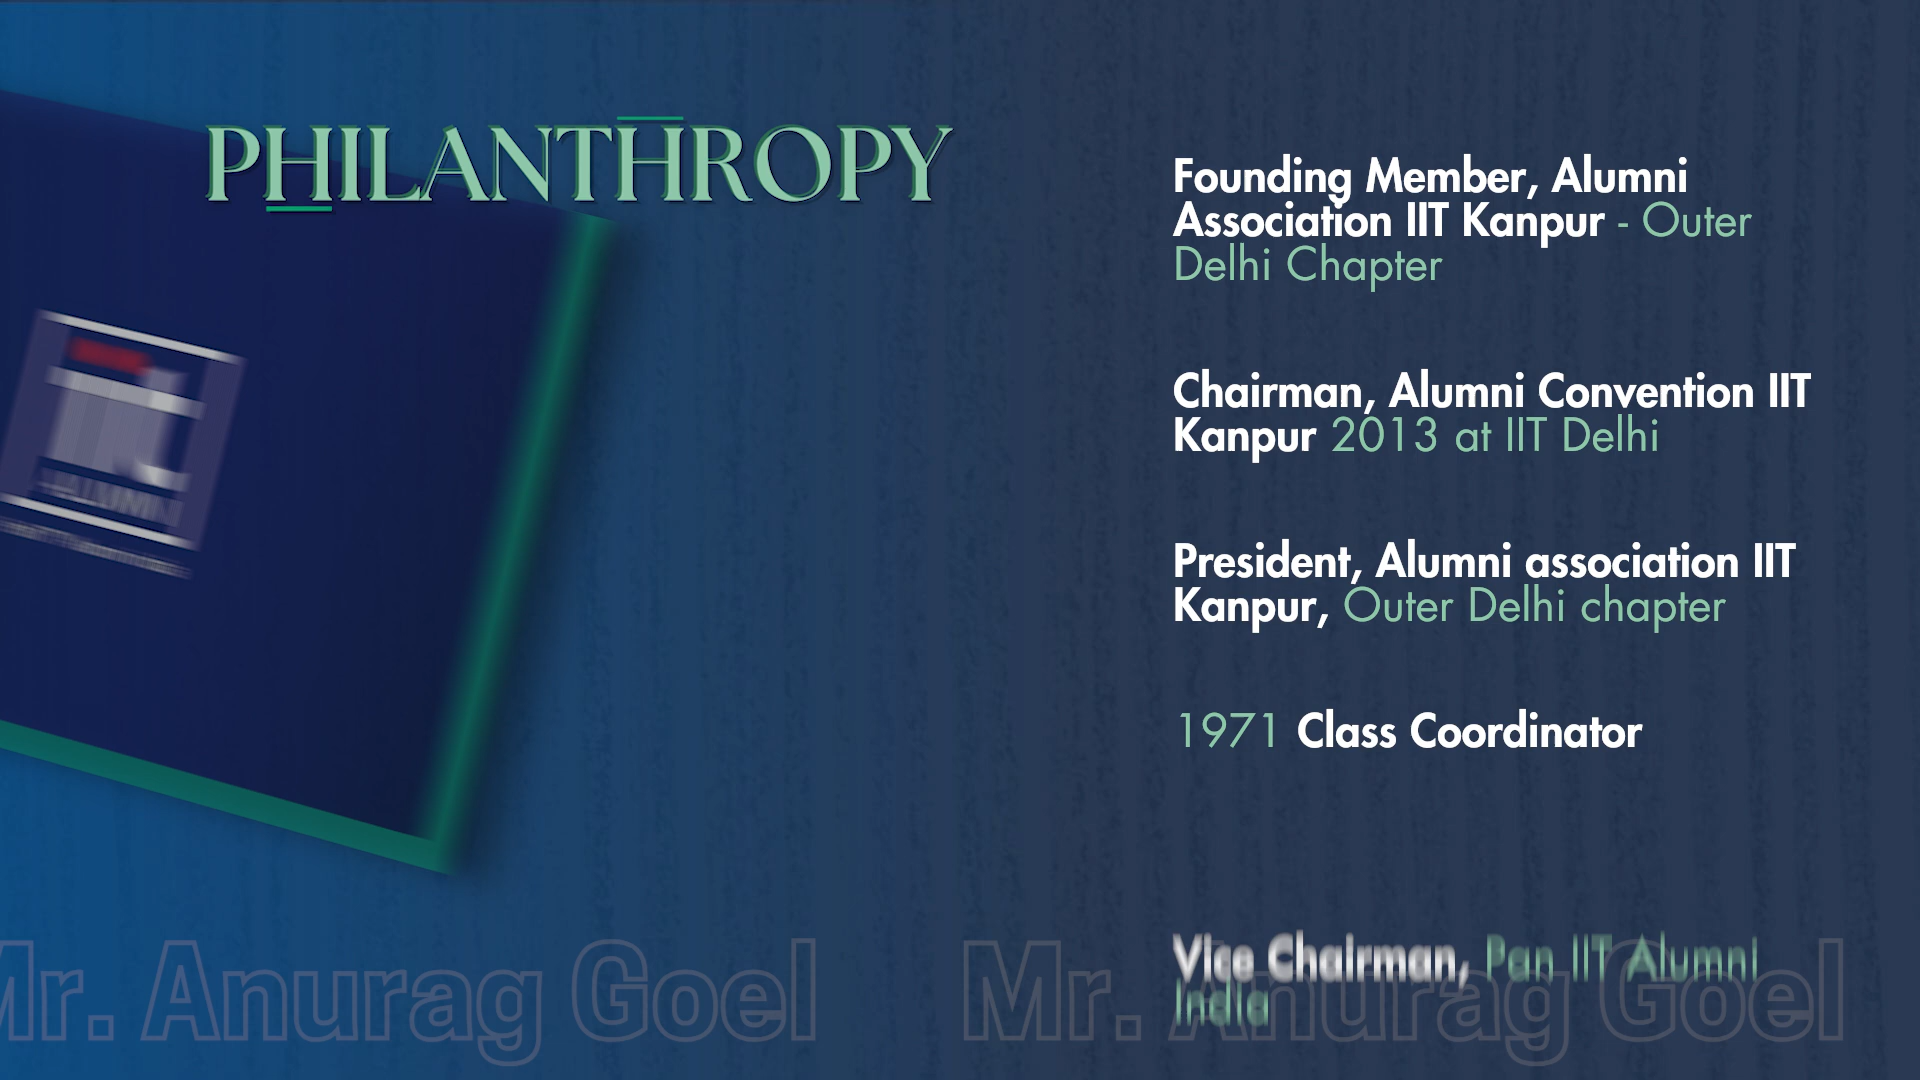 PHILANTHROPY
Founding Member, Alumni
Association IIT Kanpur - Outer
Delhi Chapter
Chairman, Alumni Convention IIT
Kanpur 2013 at IIT Delhi
President, Alumni association IIT
Kanpur, Outer Delhi chapter
1971 Class Coordinator
Vice Chairman, Pan IIT Alumni
India
ALUMNI
Mr. Anurag Goel Mr. Anurag Goel